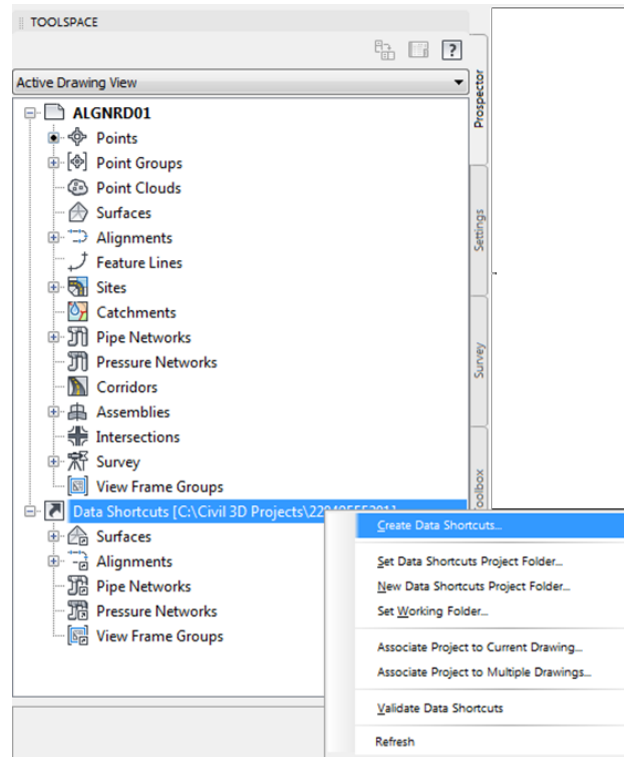 TOOLSPACE
?
Active Drawing View
ALGNRD01
Points
Point Groups
Point Clouds
Surfaces
Alignments
Feature Lines
Sites
Catchments
Pipe Networks
Pressure Networks
Corridors
Assemblies
Intersections
Survey
View Frame Groups
Data Shortcuts [C:\Civil 3D Projects\
Surfaces
Alignments
Pipe Networks
Pressure Networks
View Frame Groups
Prospector
Settings
Survey
Create Data Shortcuts...
Set Data Shortcuts Project Folder...
New Data Shortcuts Project Folder...
Set Working Folder...
Associate Project to Current Drawing...
Associate Project to Multiple Drawings...
Validate Data Shortcuts
Refresh